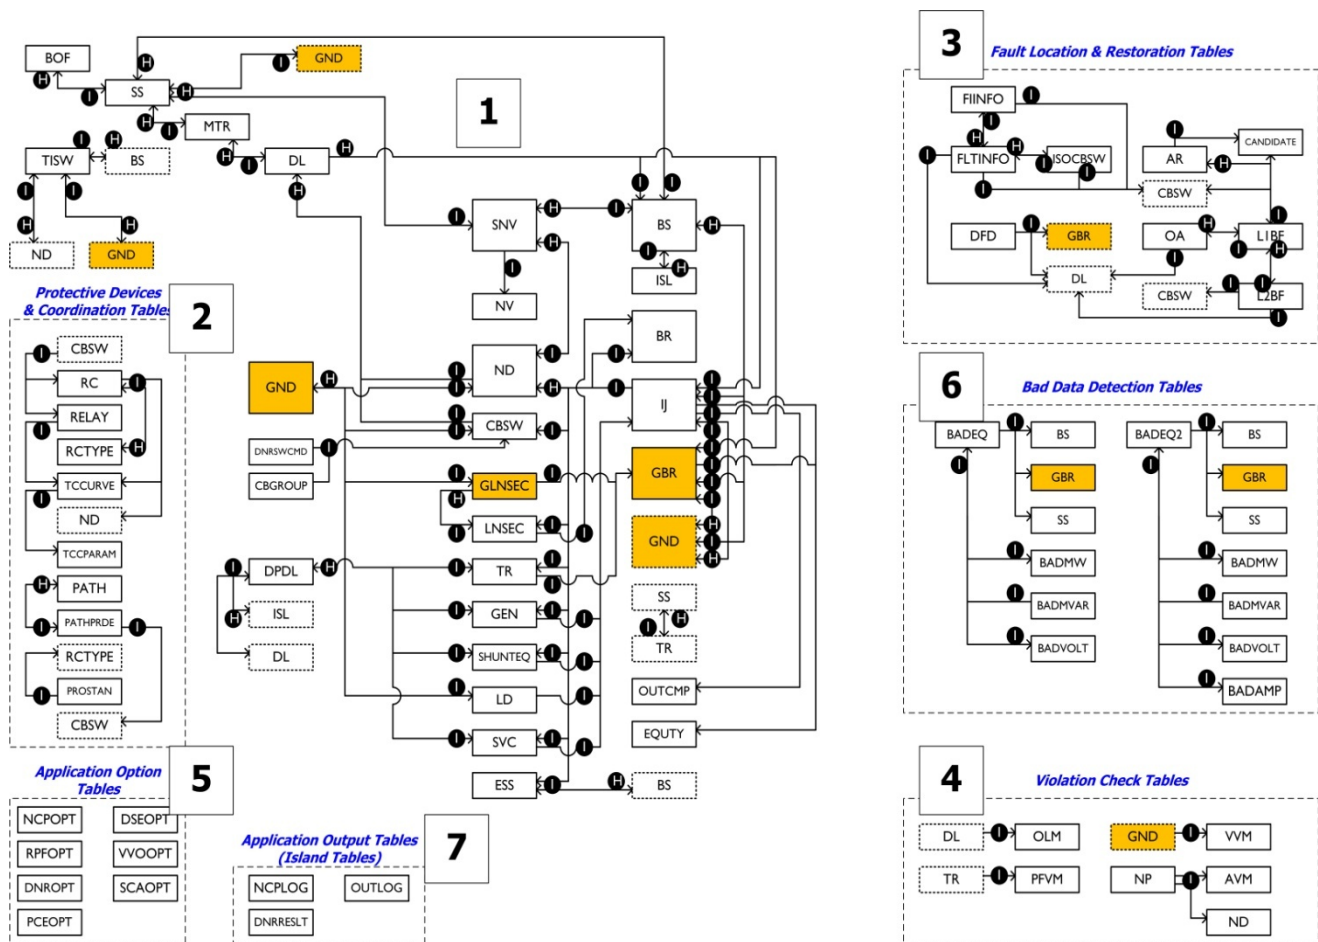 1
BOF
GND
SS
MTR
TISW
BS
DL
ND
GND
SNV
BS
ISL
NV
BR
GND
ND
IJ
CBSW
DNRSWCMD
CBGROUP
GLNSEC
GBR
LNSEC
GND
DPDL
TR
SS
ISL
GEN
DL
SHUNTEQ
TR
LD
OUTCMP
SVC
EQUTY
ESS
BS
Protective Devices
& Coordination Tables
2
CBSW
RC
RELAY
RCTYPE
TCCURVE
ND
TCCPARAM
PATH
PATHPRDE
RCTYPE
PROSTAN
CBSW
3
Fault Location & Restoration Tables
FIINFO
FLTINFO
ISOCBSW
AR
CANDIDATE
CBSW
DFD
GBR
OA
L1BF
DL
CBSW
L2BF
6
Bad Data Detection Tables
BADEQ
BS
GBR
SS
BADMW
BADMVAR
BADVOLT
BADEQ2
BS
GBR
SS
BADMW
BADMVAR
BADVOLT
BADAMP
4
Violation Check Tables
DL
OLM
GND
VVM
TR
PFVM
NP
AVM
ND
Application Option
Tables
5
NCPOPT
DSEOPT
RPFOPT
VVOOPT
DNROPT
SCAOPT
PCEOPT
Application Output Tables
(Island Tables)
7
NCPLOG
OUTLOG
DNRRESLT